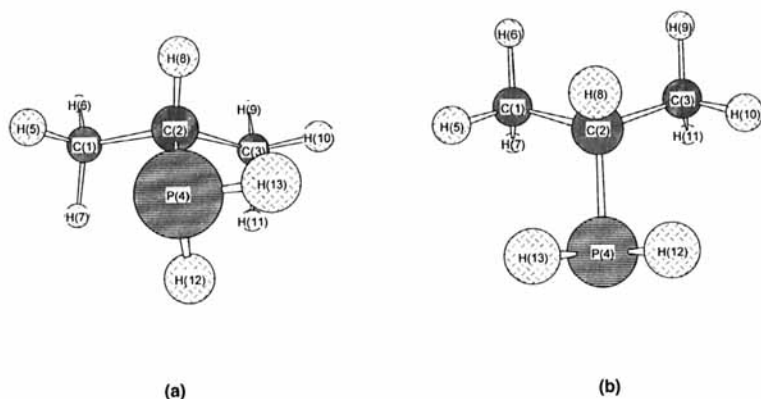 H(8)
H(6)
H(5)
C(1)
C(2)
H(9)
C(3)
H(10)
H(7)
P(4)
H(13)
H(11)
H(12)
(a)
H(6)
H(9)
H(8)
C(1)
C(3)
H(5)
C(2)
H(10)
H(7)
H(11)
H(13)
P(4)
H(12)
(b)